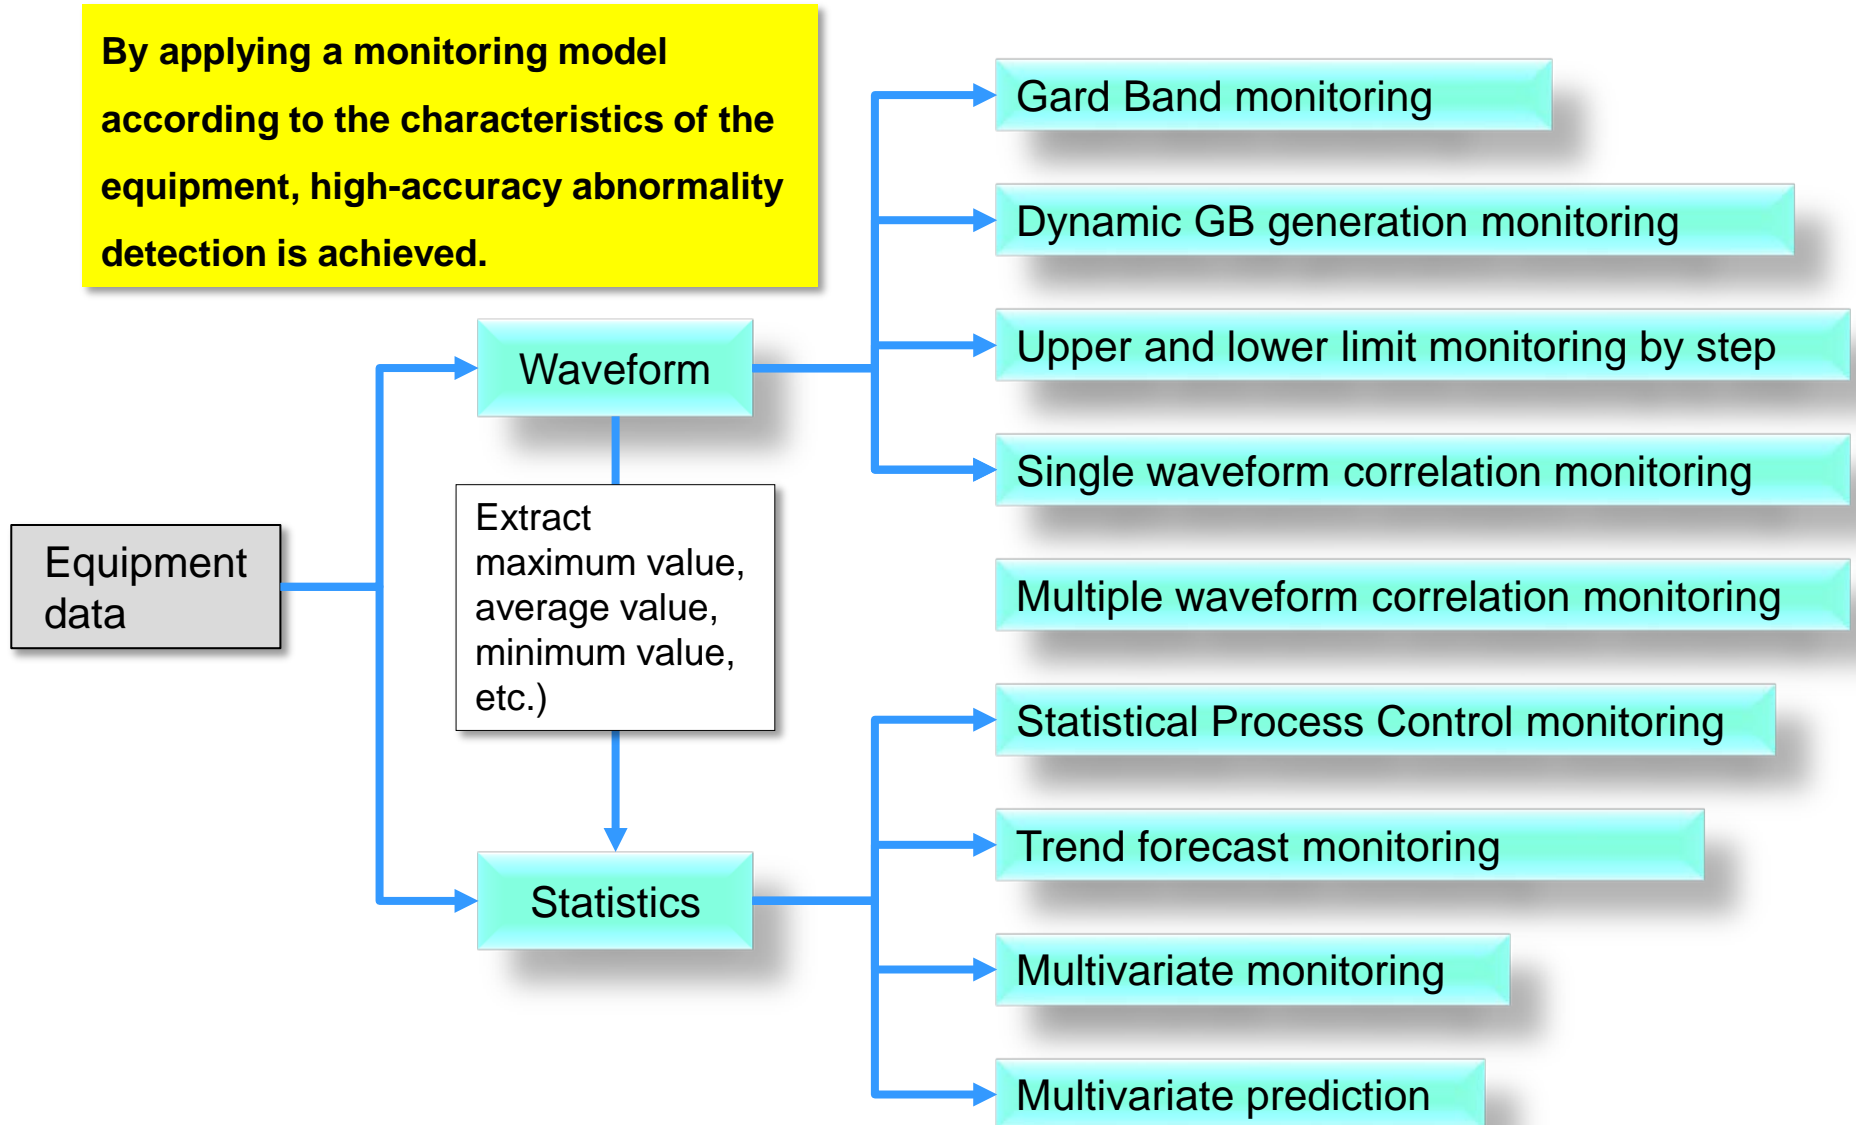 By applying a monitoring model
according to the characteristics of the
equipment, high-accuracy abnormality
detection is achieved.
Equipment
data
Waveform
Extract
maximum value,
average value,
minimum value,
etc.)
Statistics
Gard Band monitoring
Dynamic GB generation monitoring
Upper and lower limit monitoring by step
Single waveform correlation monitoring
Multiple waveform correlation monitoring
Statistical Process Control monitoring
Trend forecast monitoring
Multivariate monitoring
Multivariate prediction